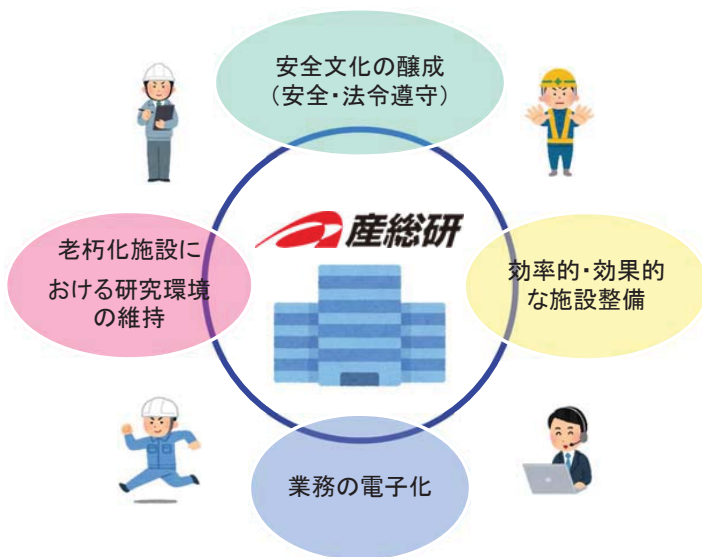 安全文化の醸成
（安全・法令遵守）
産総研
老朽化施設に
おける研究環境
の維持
効率的・効果的
な施設整備
業務の電子化